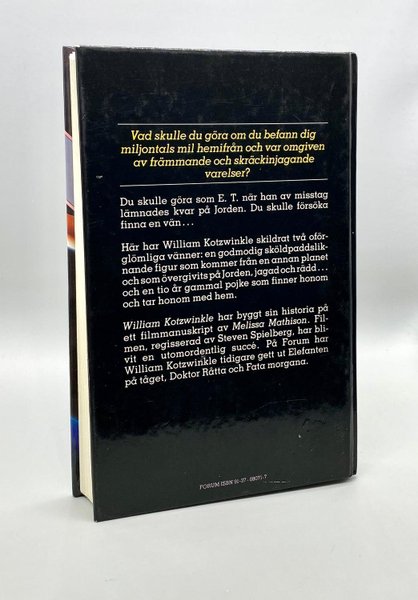 Vad skulle du göra om du befann dig
miljontals mil hemifrån och var omgiven
av främmande och skräckinjagande
varelser?
Du skulle göra som E. T. när han av misstag
lämnades kvar på Jorden. Du skulle försöka
finna en vän...
Här har William Kotzwinkle skildrat två oför-
glömliga vänner: en godmodig sköldpaddslik-
nande figur som kommer från en annan planet
och som övergivits på Jorden, jagad och rädd...
och en tio år gammal pojke som finner honom
och tar honom med hem.
William Kotzwinkle har byggt sin historia på
ett filmmanuskript av Melissa Mathison. Fil-
men, regisserad av Steven Spielberg, har bli-
vit en utomordentlig succé. På Forum har
William Kotzwinkle tidigare gett ut Elefanten
på tåget, Doktor Råtta och Fata morgana.
FORUM ISBN 91-37-08071-7